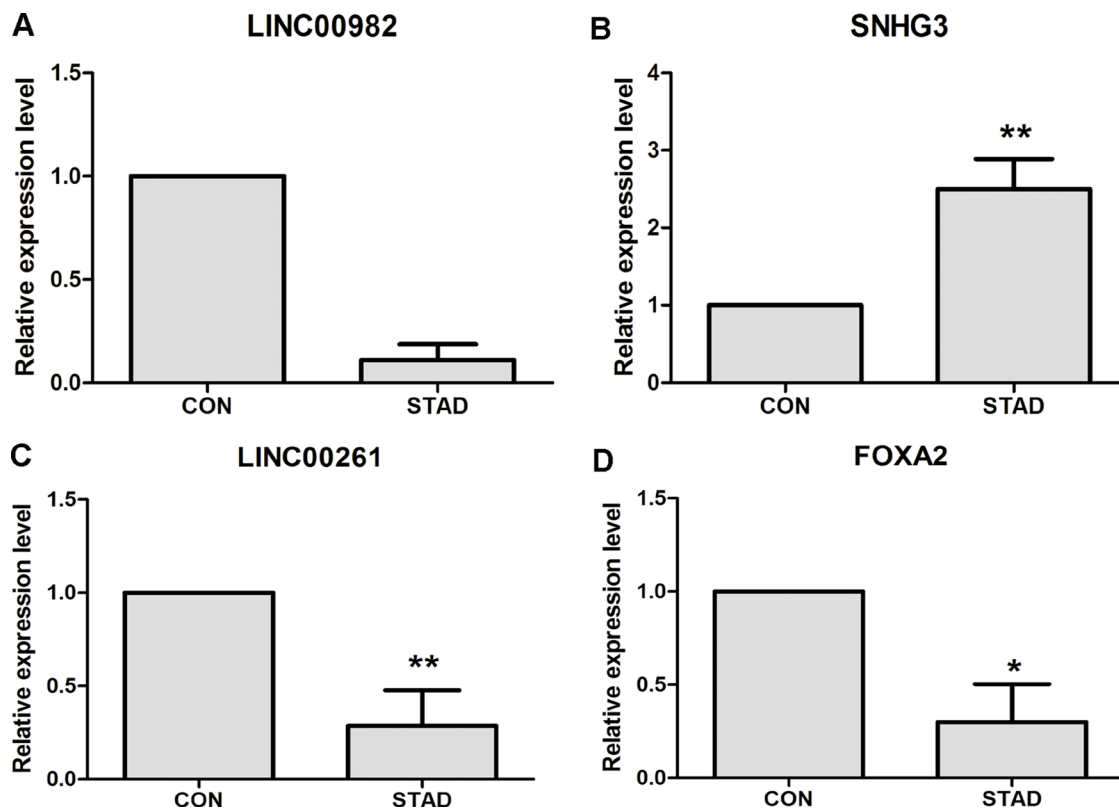 A
LINC00982
Relative expression level
1.5
1.0
0.5
0.0
CON
STAD
B
SNHG3
Relative expression level
4
3
2
1
0
**
CON
STAD
C
LINC00261
Relative expression level
1.5
1.0
0.5
0.0
**
CON
STAD
D
FOXA2
Relative expression level
1.5
1.0
0.5
0.0
*
CON
STAD